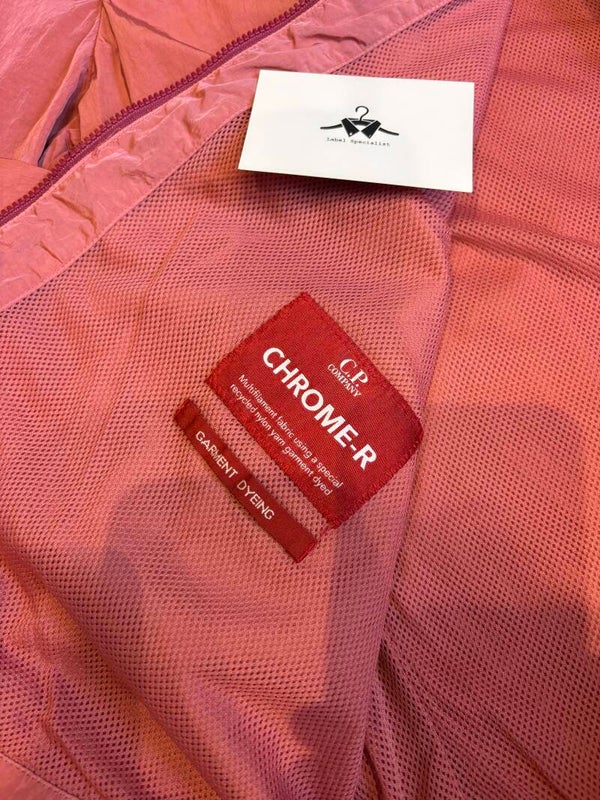 Label Specialist
C.P.
COMPANY
CHROME-R
Multifilament fabric using a special
recycled nylon yarn garment dyed
GARMENT DYEING